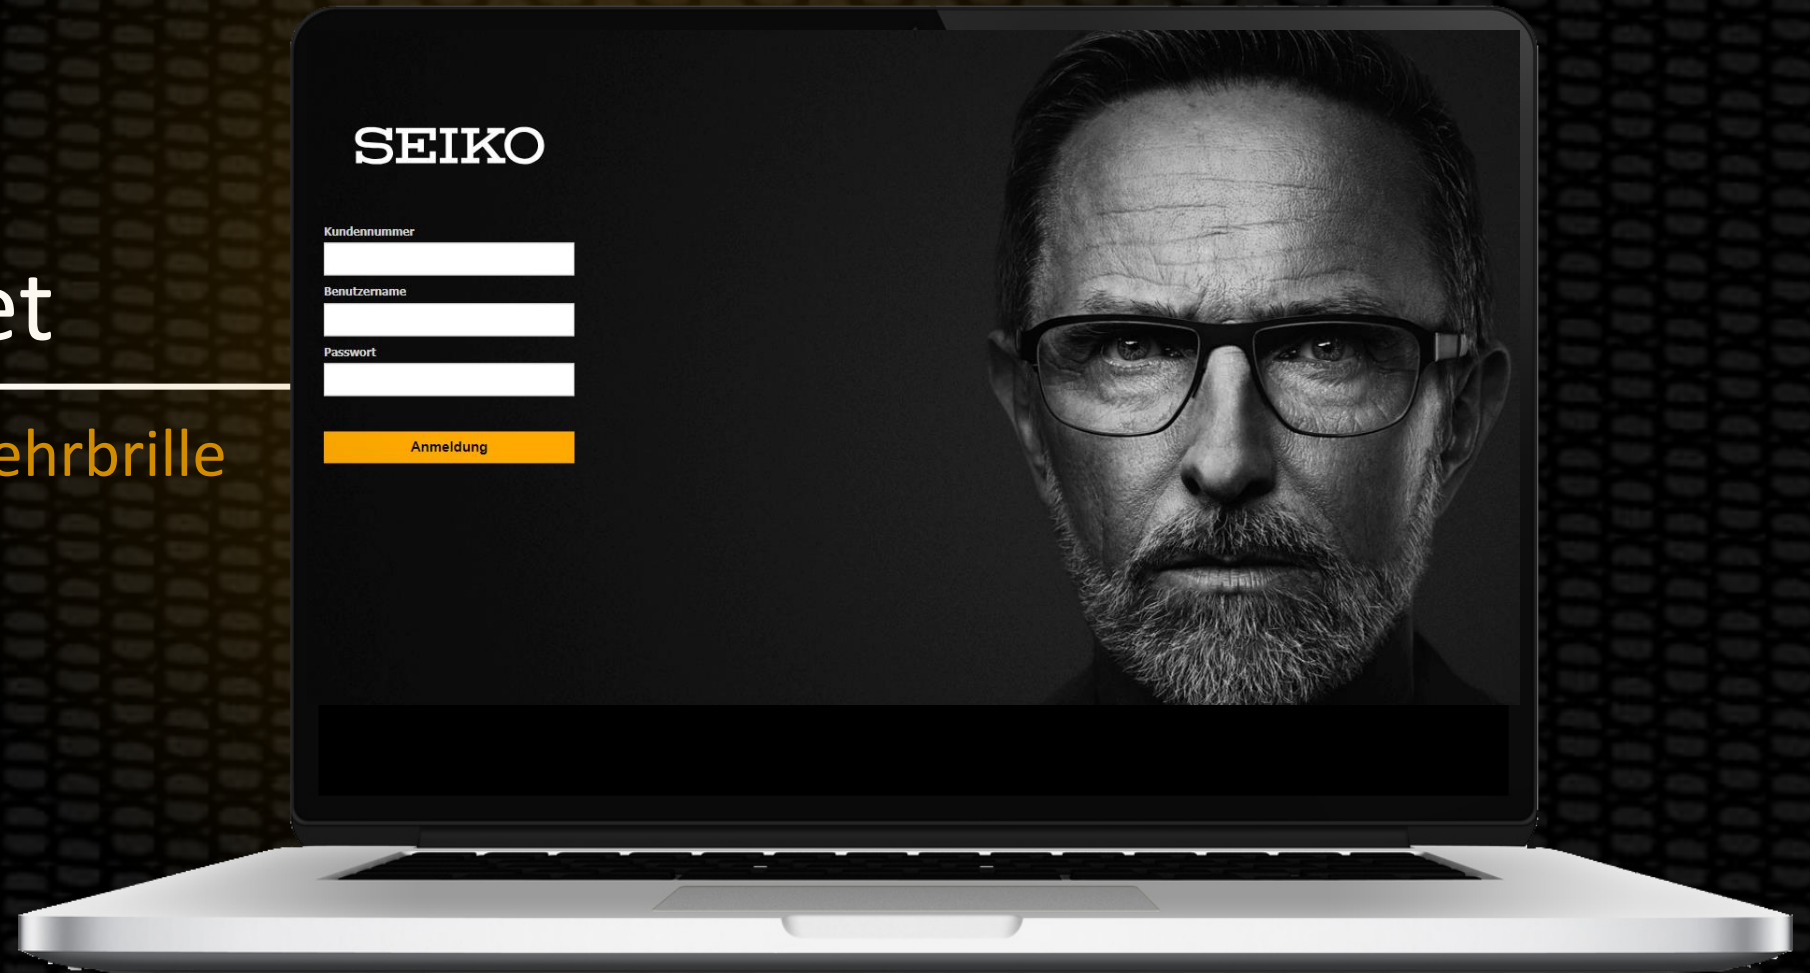 et
ehrbrille
SEIKO
Kundennummer
Benutzername
Passwort
Anmeldung